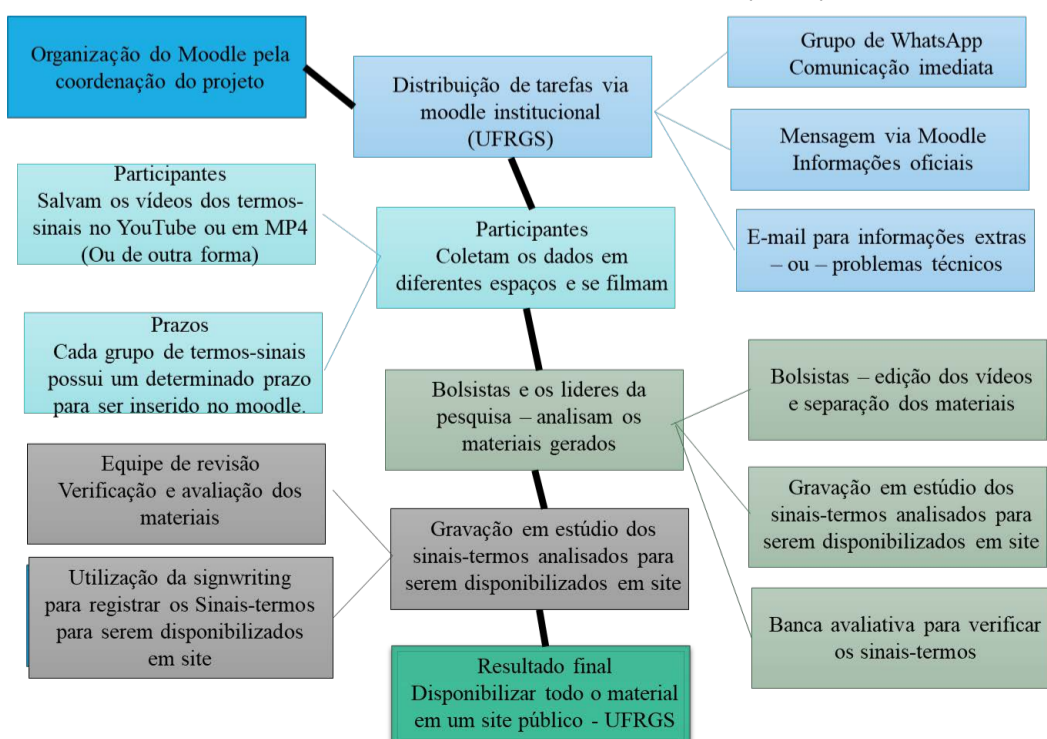 Organização do Moodle pela
coordenação do projeto
Distribuição de tarefas via
moodle institucional
(UFRGS)
Grupo de WhatsApp
Comunicação imediata
Mensagem via Moodle
Informações oficiais
E-mail para informações extras
– ou – problemas técnicos
Participantes
Salvam os vídeos dos termos-
sinais no YouTube ou em MP4
(Ou de outra forma)
Participantes
Coletam os dados em
diferentes espaços e se filmam
Prazos
Cada grupo de termos-sinais
possui um determinado prazo
para ser inserido no moodle.
Bolsistas e os lideres da
pesquisa – analisam os
materiais gerados
Bolsistas – edição dos vídeos
e separação dos materiais
Gravação em estúdio dos
sinais-termos analisados para
serem disponibilizados em site
Banca avaliativa para verificar
os sinais-termos
Equipe de revisão
Verificação e avaliação dos
materiais
Gravação em estúdio dos
sinais-termos analisados para
serem disponibilizados em site
Utilização da signwriting
para registrar os Sinais-termos
para serem disponibilizados
em site
Resultado final
Disponibilizar todo o material
em um site público - UFRGS